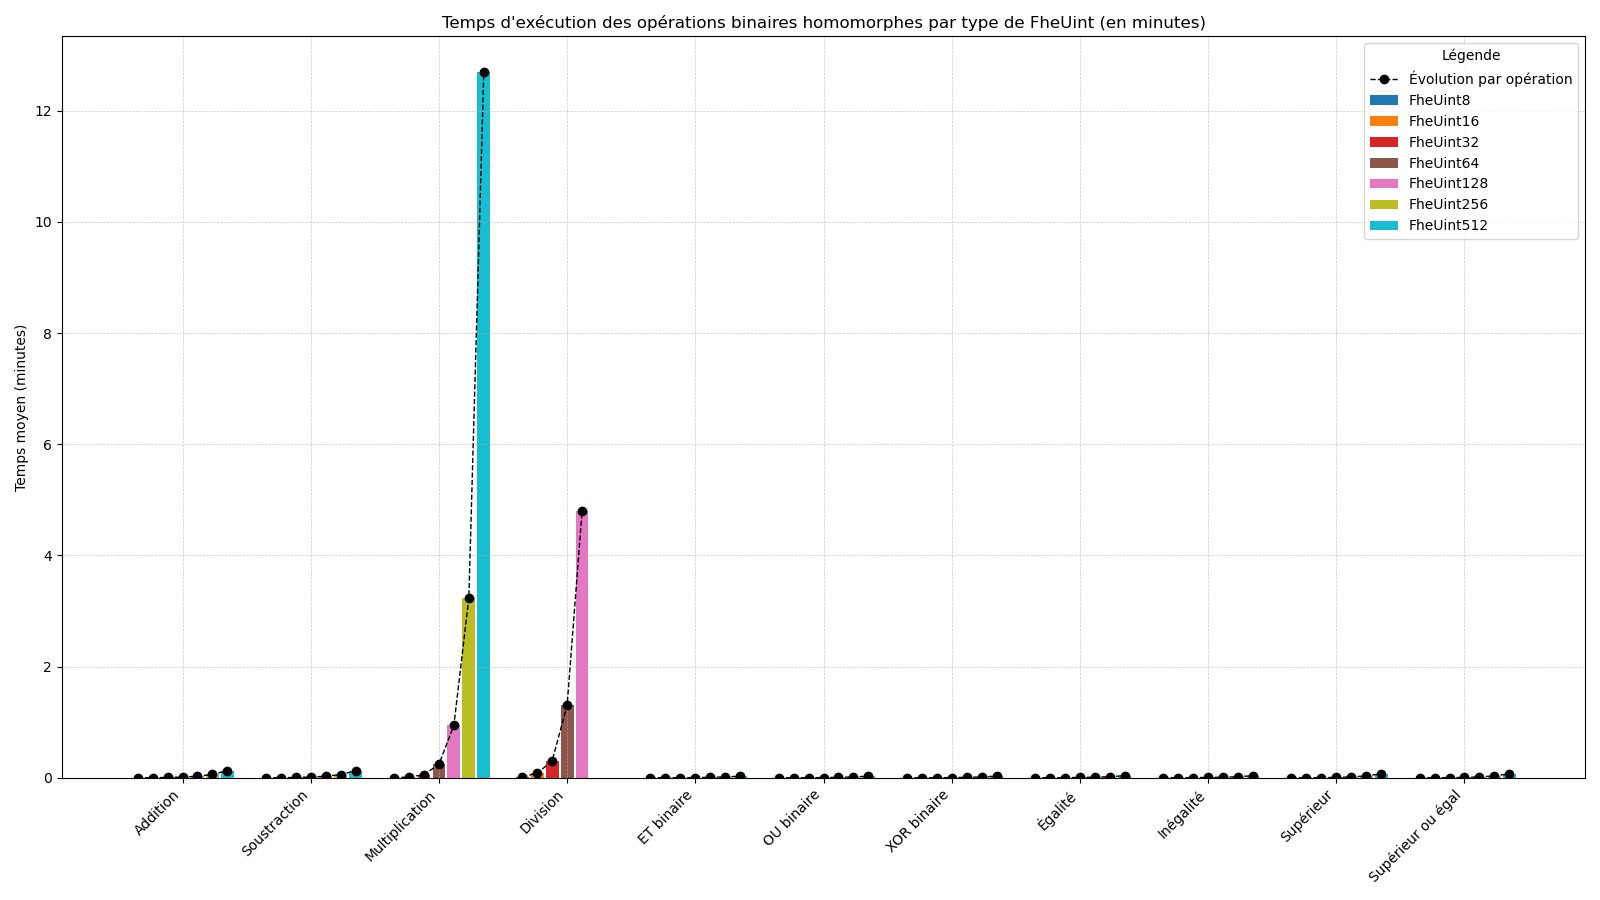 Temps d'exécution des opérations binaires homomorphes par type de FheUint (en minutes)
Légende
Évolution par opération
FheUint8
FheUint16
FheUint32
FheUint64
FheUint128
FheUint256
FheUint512
Temps moyen (minutes)
12
10
8
6
4
2
0
Addition
Soustraction
Multiplication
Division
ET binaire
OU binaire
XOR binaire
Égalité
Inégalité
Supérieur
Supérieur ou égal